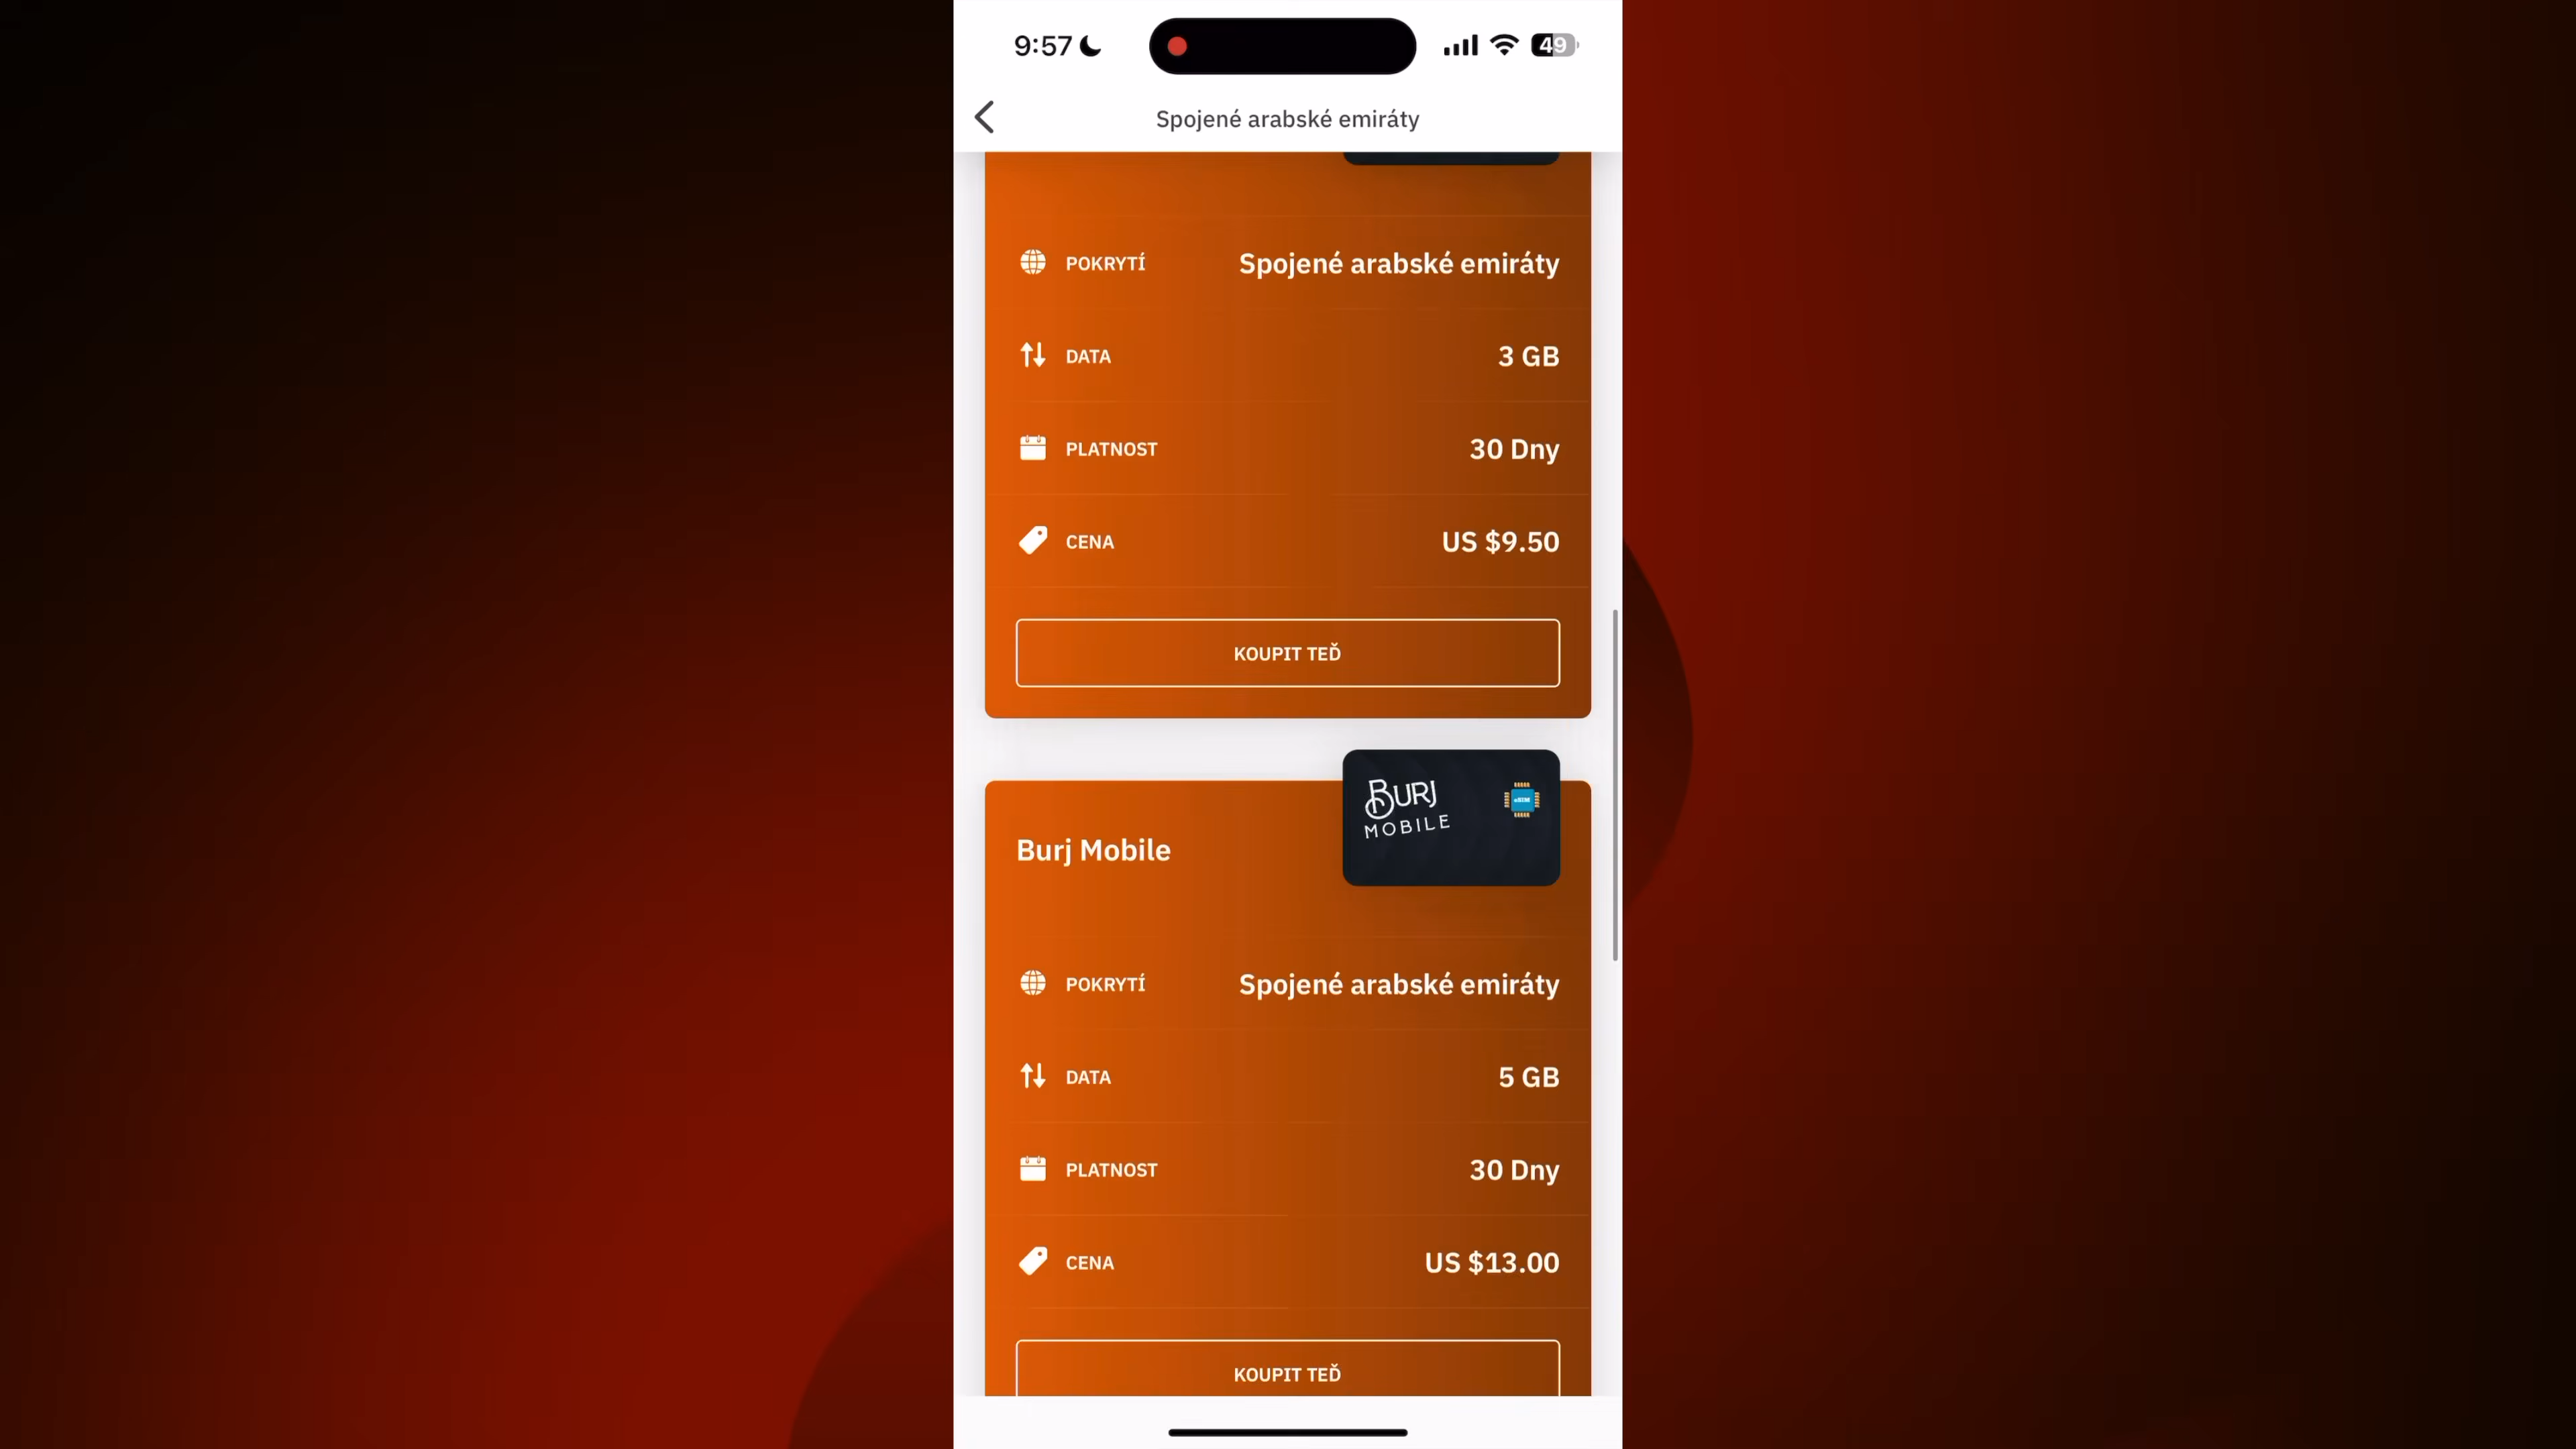 9:57
49
Spojené arabské emiráty
POKRYTÍ Spojené arabské emiráty
DATA 3 GB
PLATNOST 30 Dny
CENA US $9.50
KOUPIT TEĎ
BURJ
MOBILE
eSIM
Burj Mobile
POKRYTÍ Spojené arabské emiráty
DATA 5 GB
PLATNOST 30 Dny
CENA US $13.00
KOUPIT TEĎ